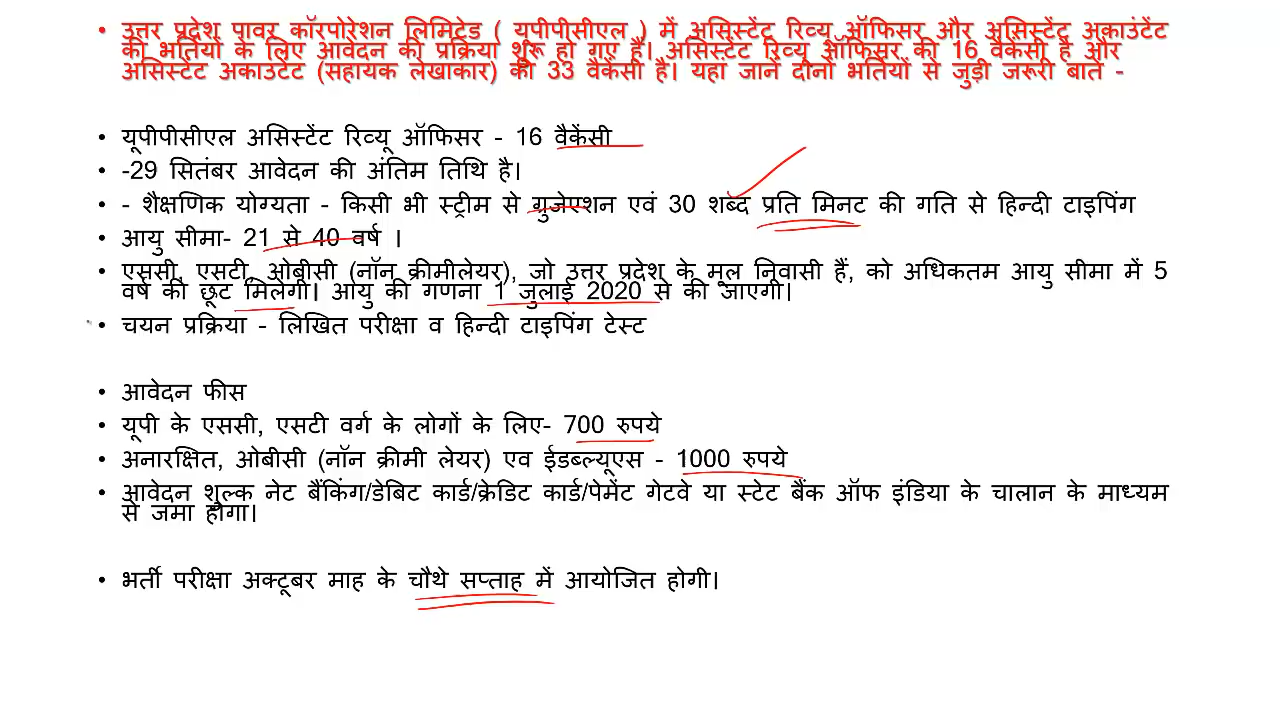 • उत्तर प्रदेश पावर कॉरपोरेशन लिमिटेड ( यूपीपीसीएल ) में असिस्टेंट रिव्यू ऑफिसर और असिस्टेंट अकाउंटेंट
की भर्तियों के लिए आवेदन की प्रक्रिया शुरू हो गए हैं। असिस्टेंट रिव्यू ऑफिसर की 16 वैकेंसी है और
असिस्टेंट अकाउंटेंट (सहायक लेखाकार) की 33 वैकेंसी है। यहां जानें दोनों भर्तियों से जुड़ी जरूरी बातें -
• यूपीपीसीएल असिस्टेंट रिव्यू ऑफिसर - 16 वैकेंसी
• -29 सितंबर आवेदन की अंतिम तिथि है।
• - शैक्षणिक योग्यता - किसी भी स्ट्रीम से ग्रुजेएशन एवं 30 शब्द प्रति मिनट की गति से हिन्दी टाइपिंग
• आयु सीमा- 21 से 40 वर्ष ।
• एससी, एसटी, ओबीसी (नॉन क्रीमीलेयर), जो उत्तर प्रदेश के मूल निवासी हैं, को अधिकतम आयु सीमा में 5
वर्ष की छूट मिलेगी। आयु की गणना 1 जुलाई 2020 से की जाएगी।
• चयन प्रक्रिया - लिखित परीक्षा व हिन्दी टाइपिंग टेस्ट
• आवेदन फीस
• यूपी के एससी, एसटी वर्ग के लोगों के लिए- 700 रुपये
• अनारक्षित, ओबीसी (नॉन क्रीमी लेयर) एव ईडब्ल्यूएस - 1000 रुपये
• आवेदन शुल्क नेट बैंकिंग/डेबिट कार्ड/क्रेडिट कार्ड/पेमेंट गेटवे या स्टेट बैंक ऑफ इंडिया के चालान के माध्यम
से जमा होगा।
• भर्ती परीक्षा अक्टूबर माह के चौथे सप्ताह में आयोजित होगी।